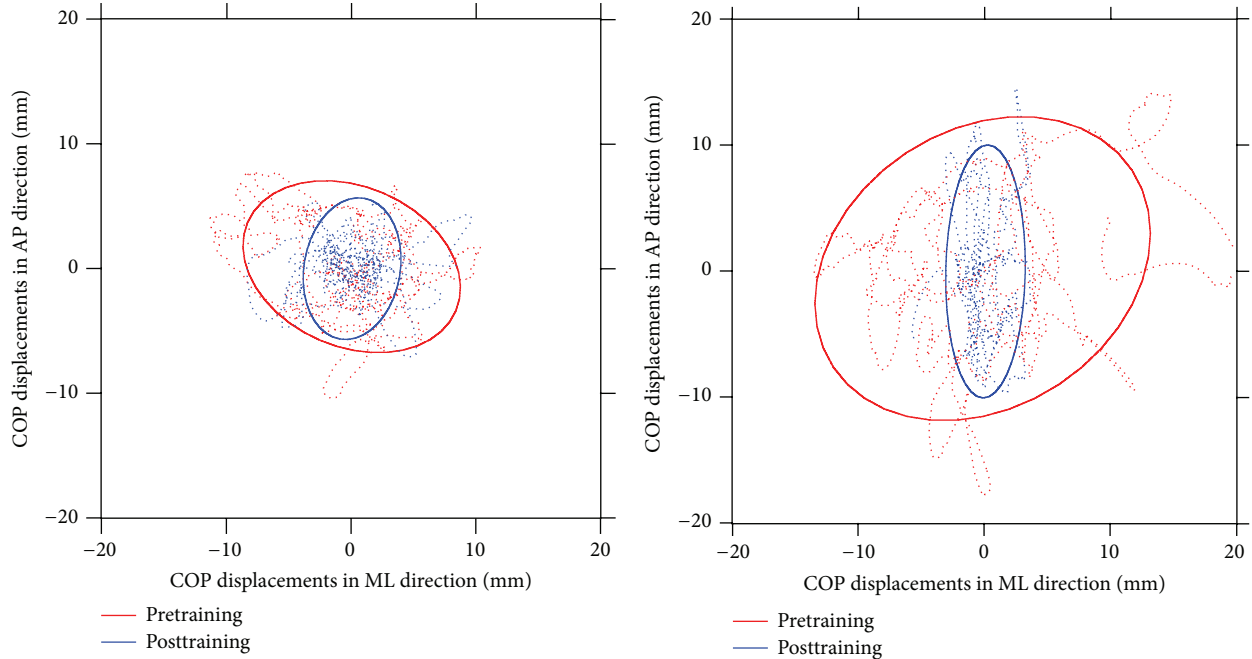 20
10
0
−10
−20
COP displacements in AP direction (mm)
−20 −10 0 10 20
COP displacements in ML direction (mm)
Pretraining
Posttraining
20
10
0
−10
−20
COP displacements in AP direction (mm)
−20 −10 0 10 20
COP displacements in ML direction (mm)
Pretraining
Posttraining